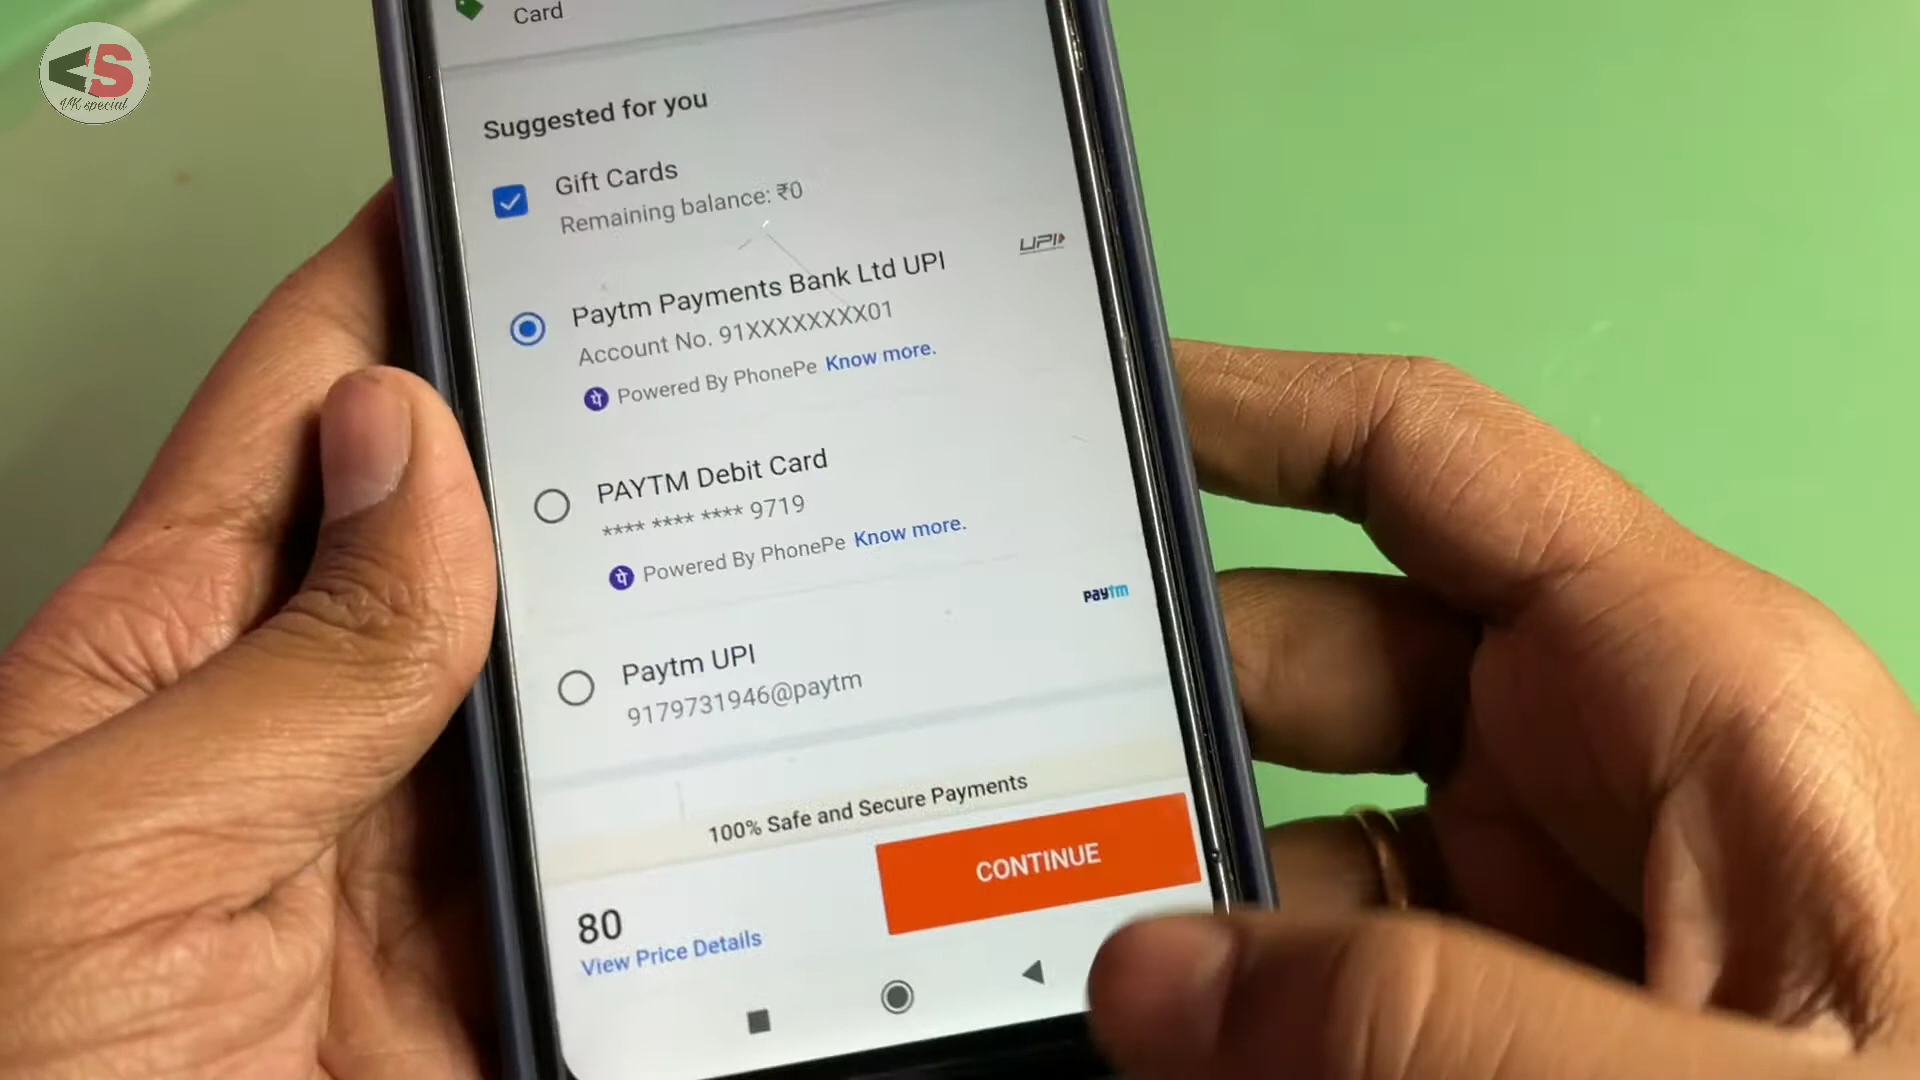 S
VK special
Card
Suggested for you
Gift Cards
Remaining balance: ₹0
Paytm Payments Bank Ltd UPI
UPI
Account No. 91XXXXXXXX01
पे Powered By PhonePe Know more.
PAYTM Debit Card
**** **** **** 9719
पे Powered By PhonePe Know more.
paytm
Paytm UPI
9179731946@paytm
100% Safe and Secure Payments
80
View Price Details
CONTINUE